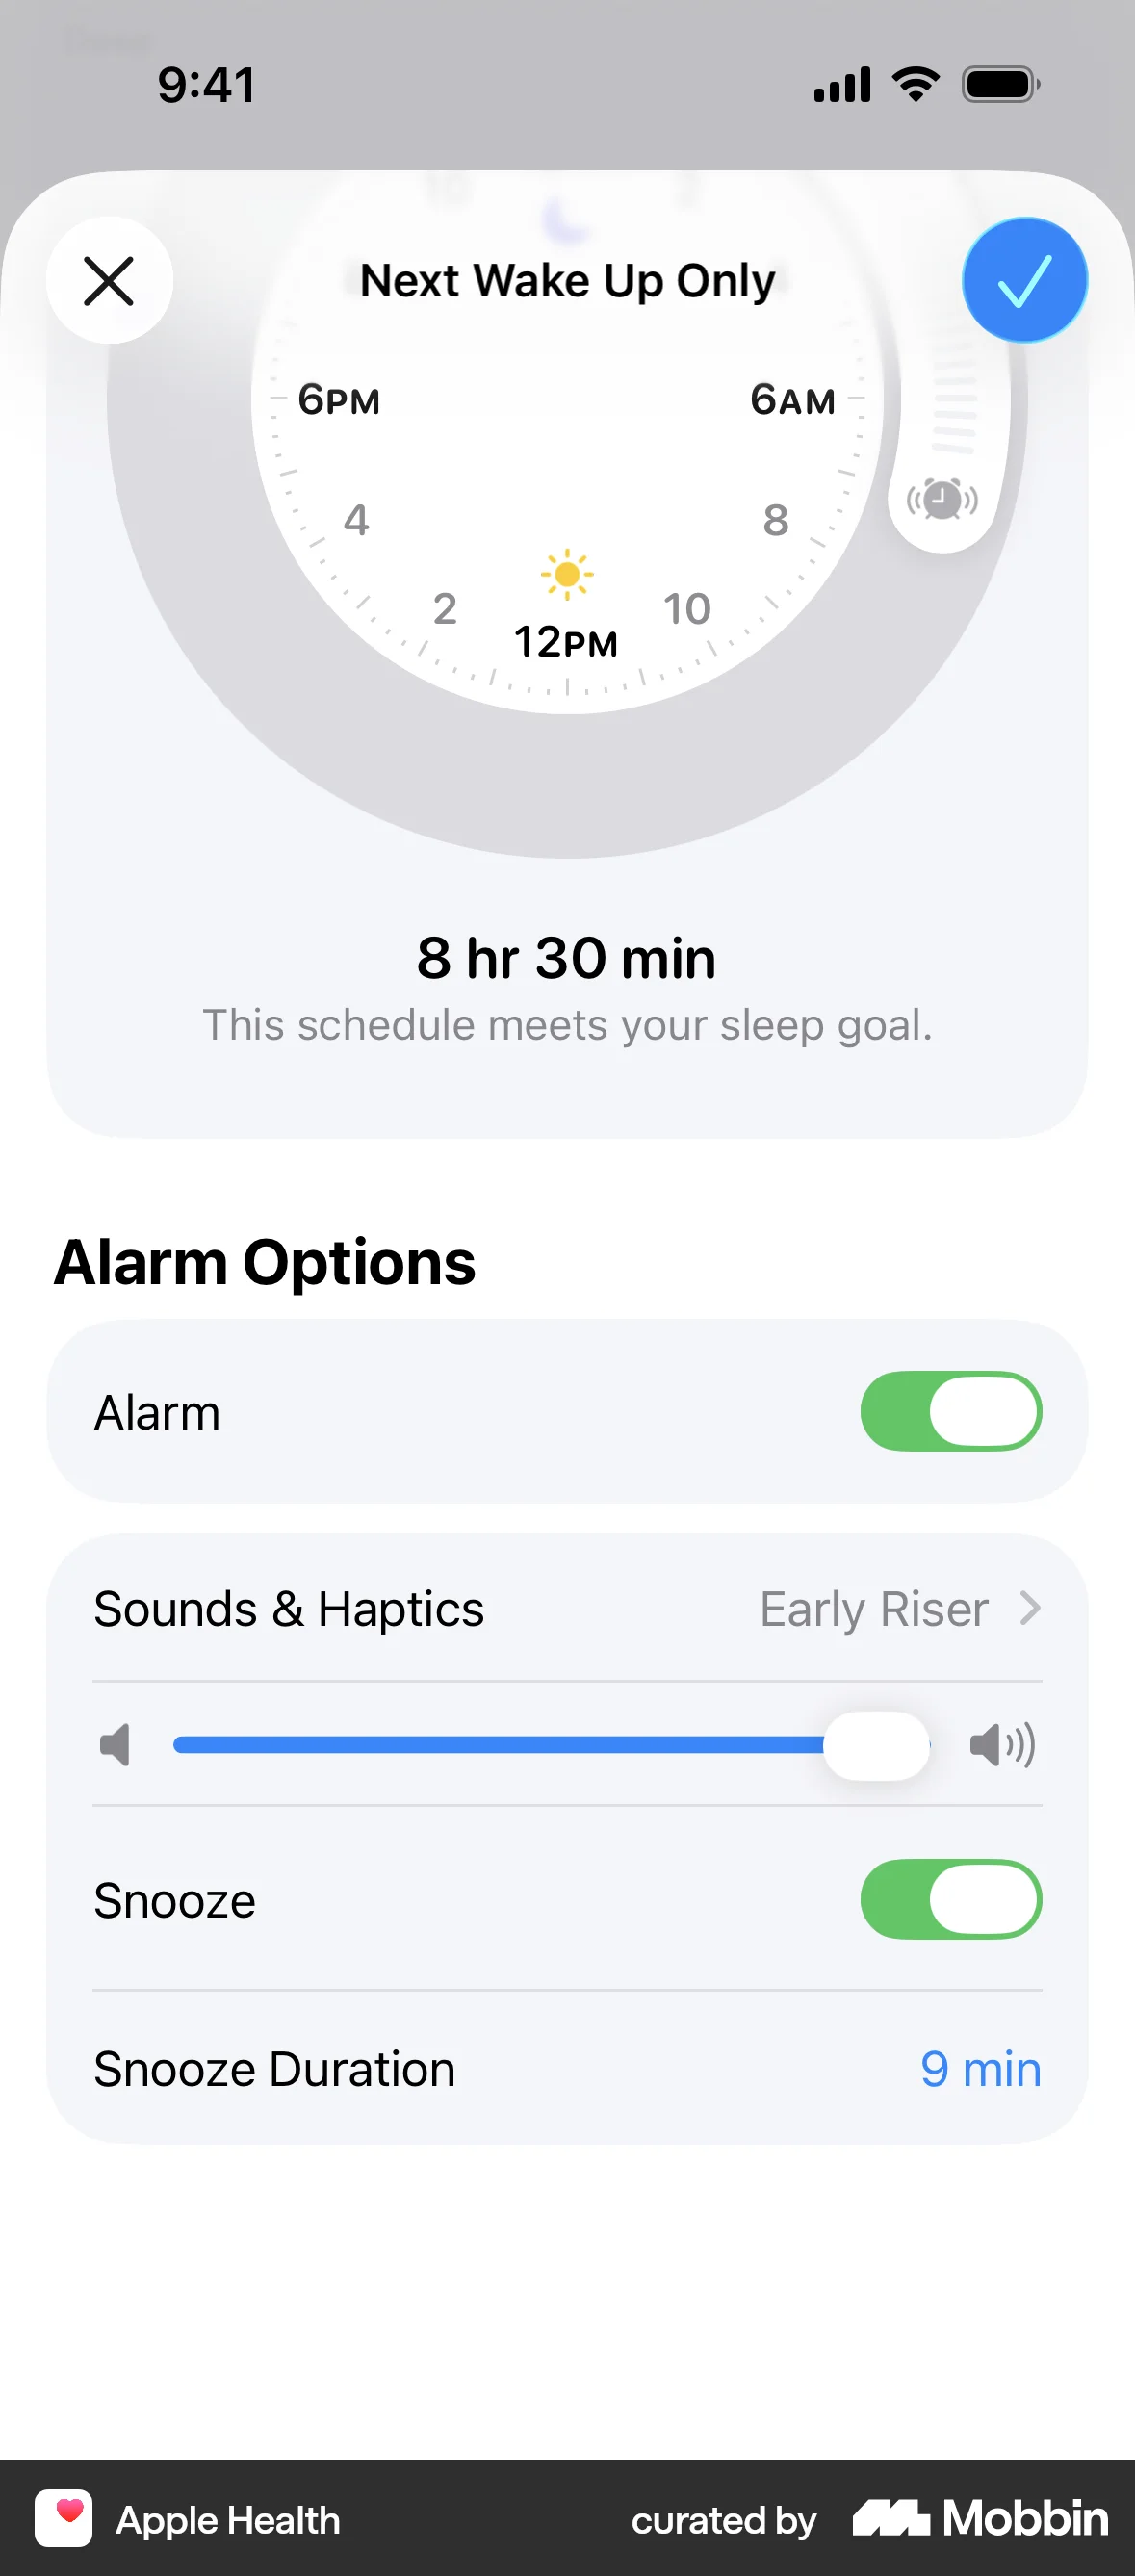 9:41
Next Wake Up Only
6PM 6AM
4 8
2 10
12PM
8 hr 30 min
This schedule meets your sleep goal.
Alarm Options
Alarm
Sounds & Haptics Early Riser
Snooze
Snooze Duration 9 min
Apple Health curated by Mobbin